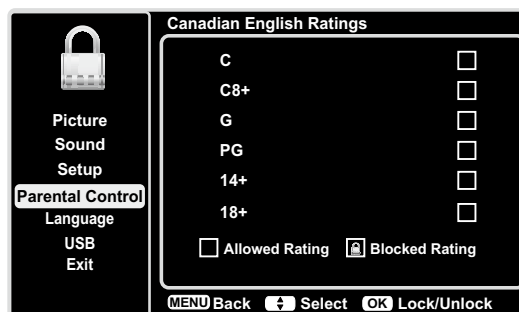 Canadian English Ratings
C
C8+
G
PG
14+
18+
Allowed Rating Blocked Rating
Picture
Sound
Setup
Parental Control
Language
USB
Exit
MENU Back Select OK Lock/Unlock